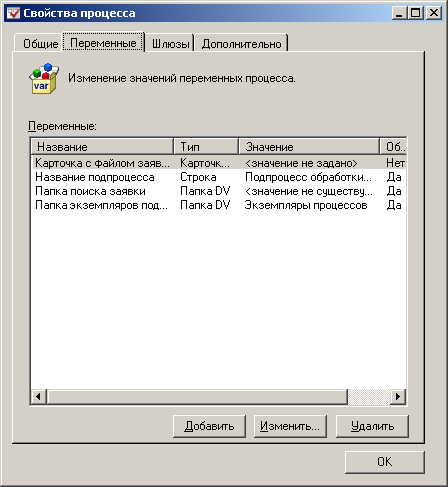 Свойства процесса
Общие Переменные Шлюзы Дополнительно
var Изменение значений переменных процесса.
Переменные:
Название Тип Значение Об...
Карточка с файлом заяв... Карточк... <значение не задано> Нет
Название подпроцесса Строка Подпроцесс обработки... Да
Папка поиска заявки Папка DV <значение не существу... Да
Папка экземпляров под... Папка DV Экземпляры процессов Да
Добавить Изменить... Удалить
OK